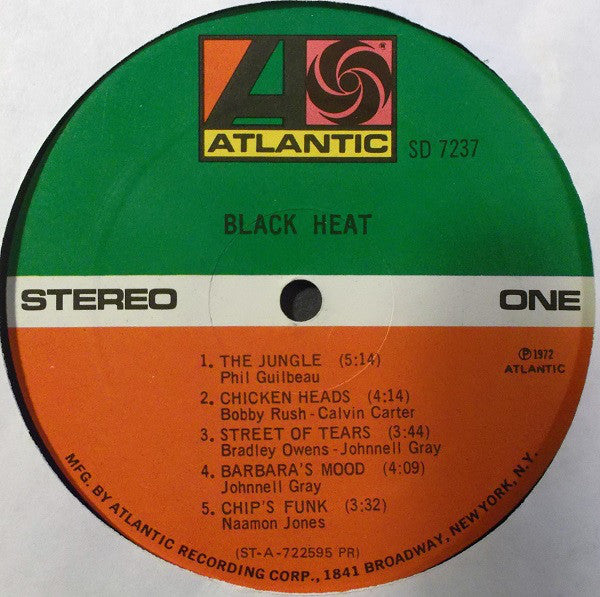 A
®
ATLANTIC
SD 7237
BLACK HEAT
STEREO
ONE
1. THE JUNGLE (5:14)
Phil Guilbeau
2. CHICKEN HEADS (4:14)
Bobby Rush - Calvin Carter
3. STREET OF TEARS (3:44)
Bradley Owens - Johnnell Gray
4. BARBARA'S MOOD (4:09)
Johnnell Gray
5. CHIP'S FUNK (3:32)
Naamon Jones
℗1972
ATLANTIC
(ST-A-722595 PR)
MFG. BY ATLANTIC RECORDING CORP., 1841 BROADWAY, NEW YORK, N.Y.